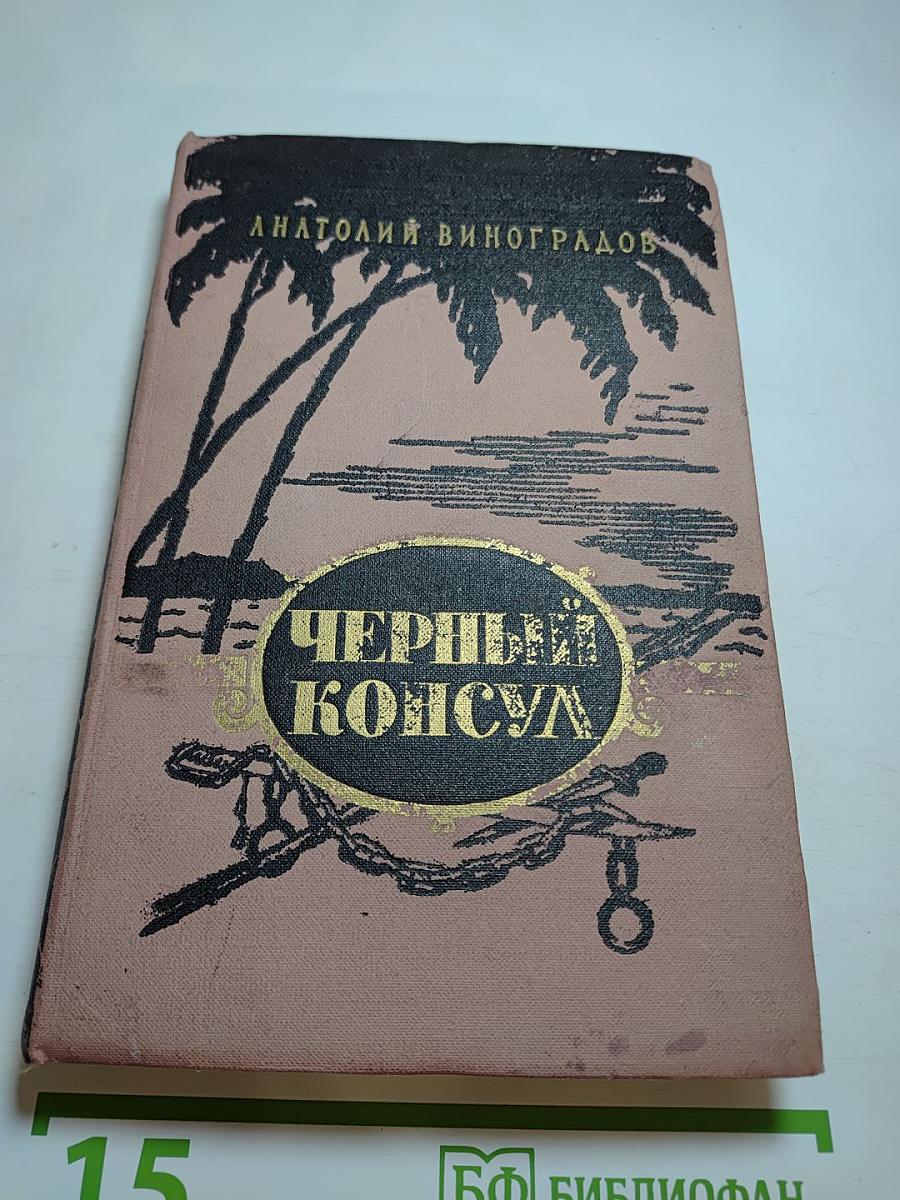 АНАТОЛИЙ ВИНОГРАДОВ
ЧЕРНЫЙ
КОНСУЛ
15
БФ БИБЛИОФАН